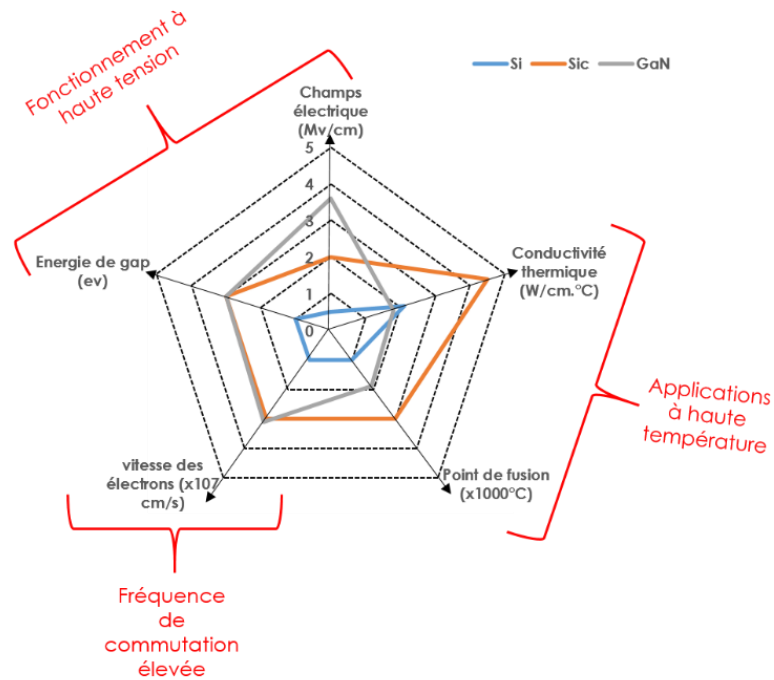 Fonctionnement à
haute tension
Si
Sic
GaN
Champs
électrique
(Mv/cm)
5
4
3
2
1
0
Energie de gap
(ev)
Conductivité
thermique
(W/cm.°C)
Applications
à haute
température
vitesse des
électrons (x107
cm/s)
Point de fusion
(x1000°C)
Fréquence
de
commutation
élevée